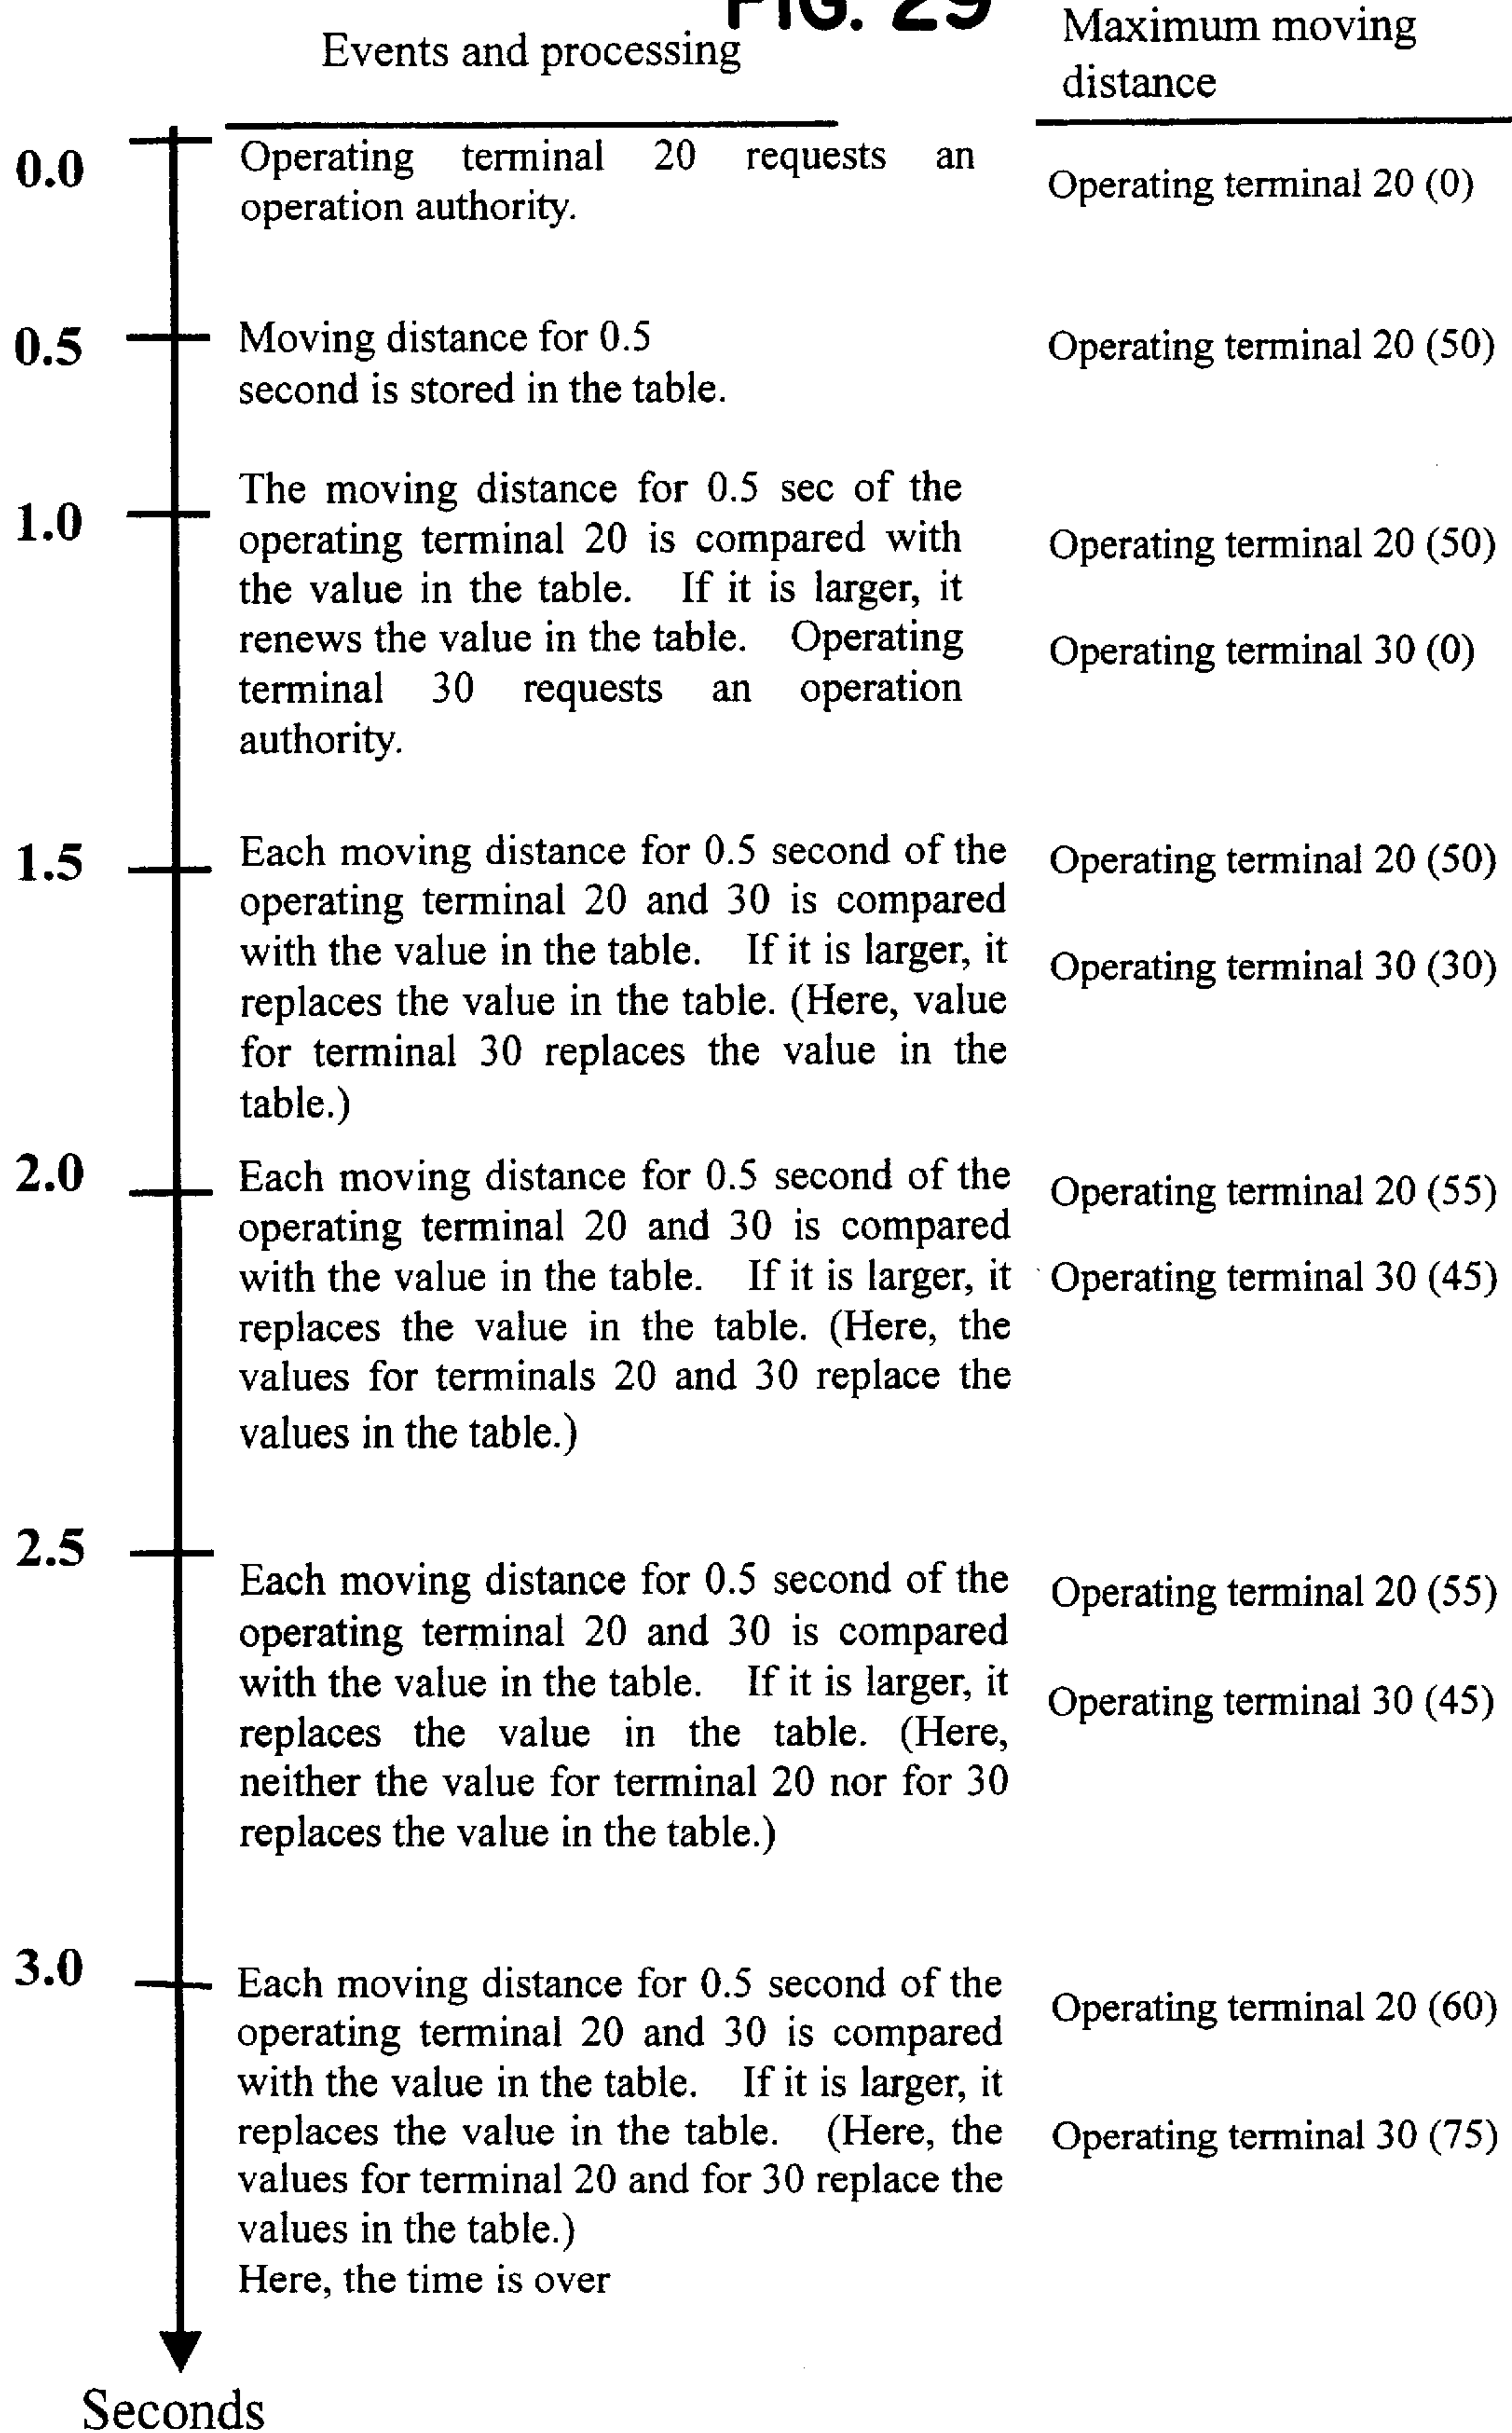 FIG. 29
Events and processing
Maximum moving
distance
0.0
Operating terminal 20 requests an
operation authority.
Operating terminal 20 (0)
0.5
Moving distance for 0.5
second is stored in the table.
Operating terminal 20 (50)
1.0
The moving distance for 0.5 sec of the
operating terminal 20 is compared with
the value in the table. If it is larger, it
renews the value in the table. Operating
terminal 30 requests an operation
authority.
Operating terminal 20 (50)
Operating terminal 30 (0)
1.5
Each moving distance for 0.5 second of the
operating terminal 20 and 30 is compared
with the value in the table. If it is larger, it
replaces the value in the table. (Here, value
for terminal 30 replaces the value in the
table.)
Operating terminal 20 (50)
Operating terminal 30 (30)
2.0
Each moving distance for 0.5 second of the
operating terminal 20 and 30 is compared
with the value in the table. If it is larger, it
replaces the value in the table. (Here, the
values for terminals 20 and 30 replace the
values in the table.)
Operating terminal 20 (55)
Operating terminal 30 (45)
2.5
Each moving distance for 0.5 second of the
operating terminal 20 and 30 is compared
with the value in the table. If it is larger, it
replaces the value in the table. (Here,
neither the value for terminal 20 nor for 30
replaces the value in the table.)
Operating terminal 20 (55)
Operating terminal 30 (45)
3.0
Each moving distance for 0.5 second of the
operating terminal 20 and 30 is compared
with the value in the table. If it is larger, it
replaces the value in the table. (Here, the
values for terminal 20 and for 30 replace the
values in the table.)
Here, the time is over
Operating terminal 20 (60)
Operating terminal 30 (75)
Seconds